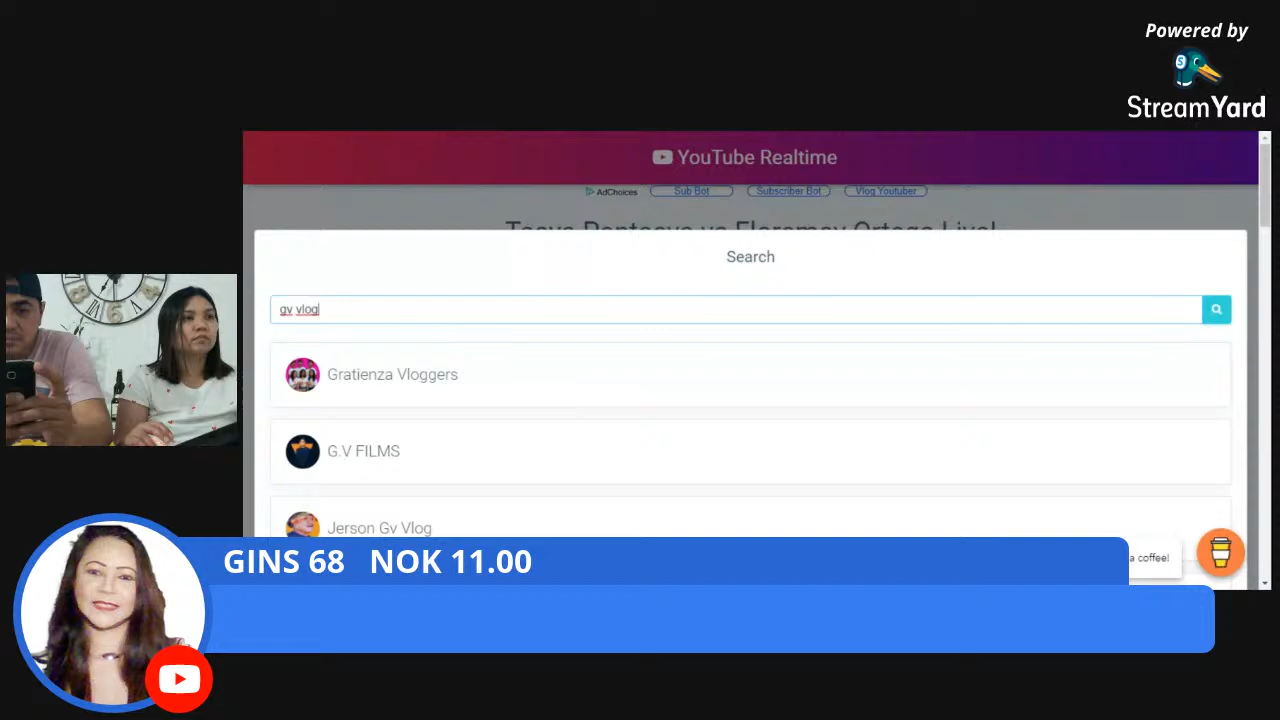 Powered by
StreamYard
YouTube Realtime
AdChoices
Sub Bot
Subscriber Bot
Vlog Youtuber
Search
gv vlog
Gratienza Vloggers
G.V FILMS
Jerson Gv Vlog
a coffee!
GINS 68 NOK 11.00